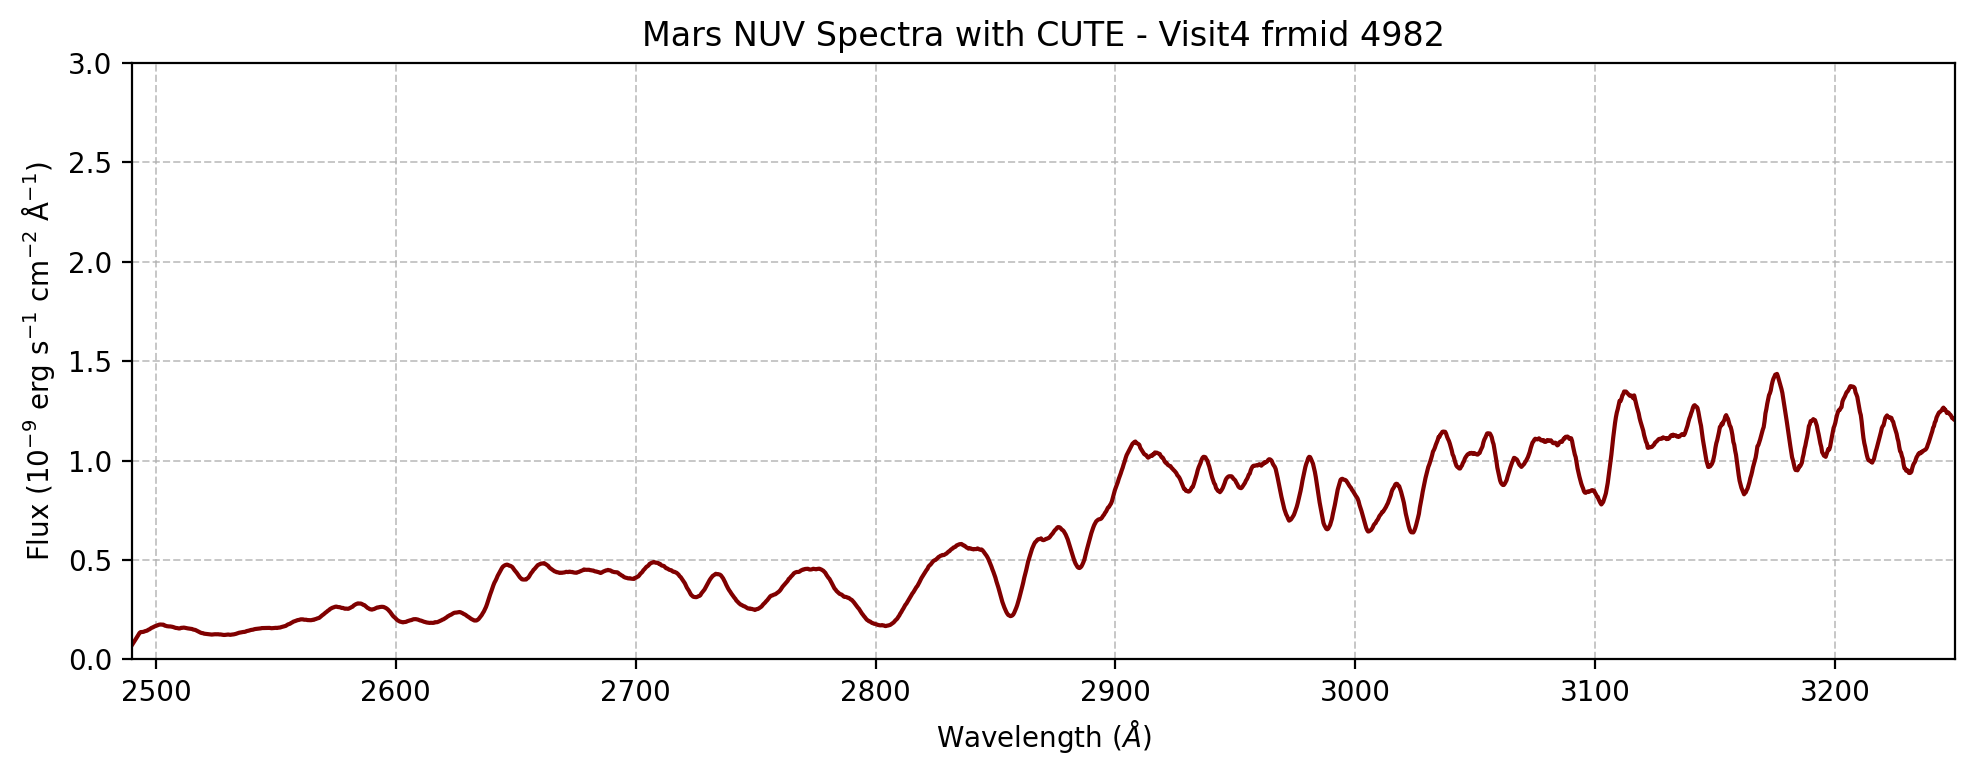 Mars NUV Spectra with CUTE - Visit4 frmid 4982
3.0
2.5
2.0
1.5
1.0
0.5
0.0
Flux (10⁻⁹ erg s⁻¹ cm⁻² Å⁻¹)
2500 2600 2700 2800 2900 3000 3100 3200
Wavelength (Å)